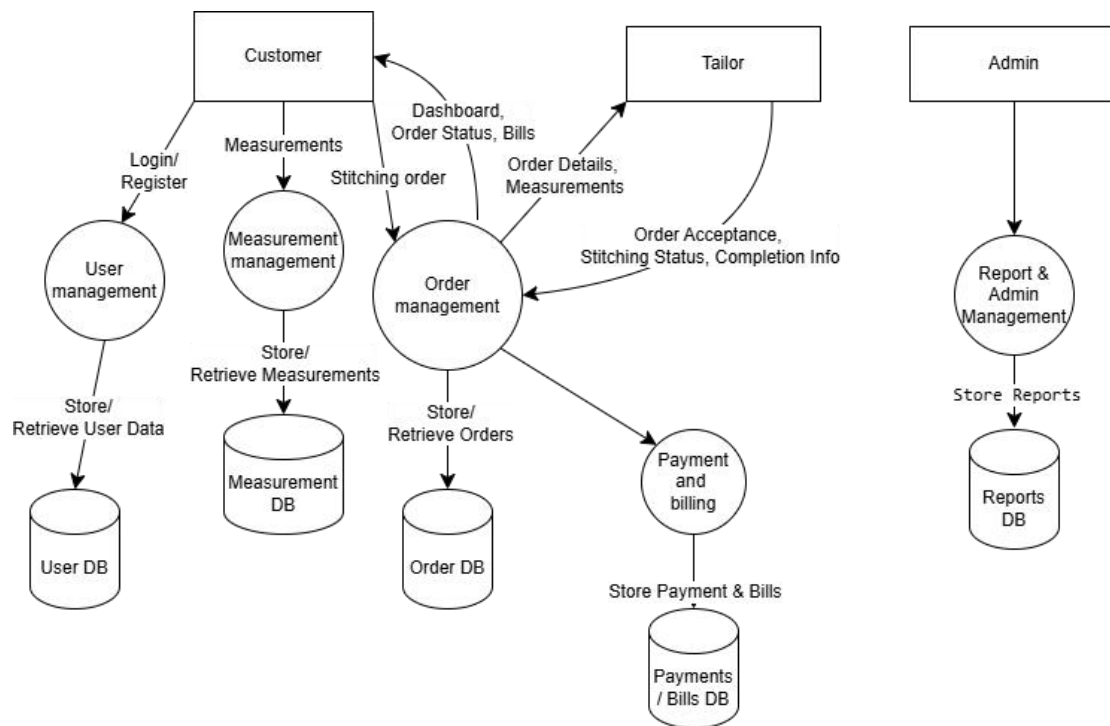 Customer
Tailor
Admin
Dashboard,
Order Status, Bills
Login/
Register
Measurements
Stitching order
Order Details,
Measurements
Order Acceptance,
Stitching Status, Completion Info
User
management
Measurement
management
Order
management
Report &
Admin
Management
Store/
Retrieve User Data
Store/
Retrieve Measurements
Store/
Retrieve Orders
Store Reports
Payment
and
billing
User DB
Measurement
DB
Order DB
Reports
DB
Store Payment & Bills
Payments
/ Bills DB